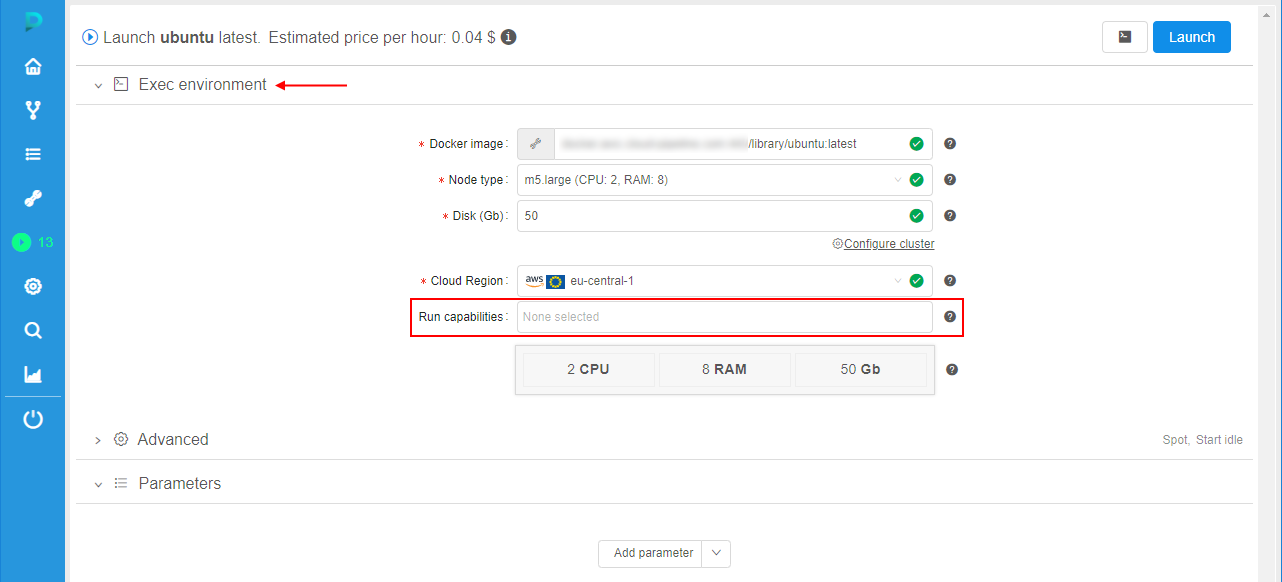 Launch ubuntu latest. Estimated price per hour: 0.04 $
Launch
Exec environment
* Docker image: /library/ubuntu:latest
* Node type: m5.large (CPU: 2, RAM: 8)
* Disk (Gb): 50
Configure cluster
13
* Cloud Region: aws eu-central-1
Run capabilities: None selected
2 CPU 8 RAM 50 Gb
Advanced Spot, Start idle
Parameters
Add parameter